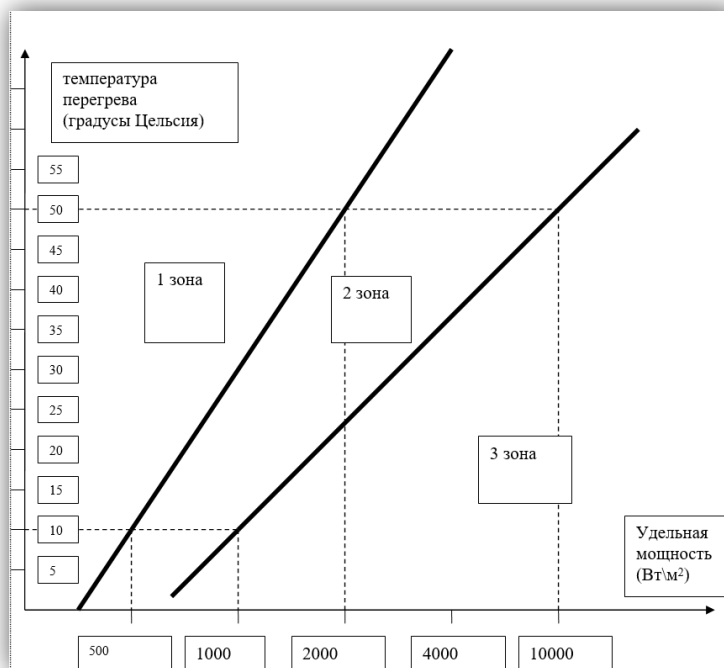 температура
перегрева
(градусы Цельсия)
55
50
45
40
35
30
25
20
15
10
5
1 зона
2 зона
3 зона
Удельная
мощность
(Вт\м²)
500
1000
2000
4000
10000